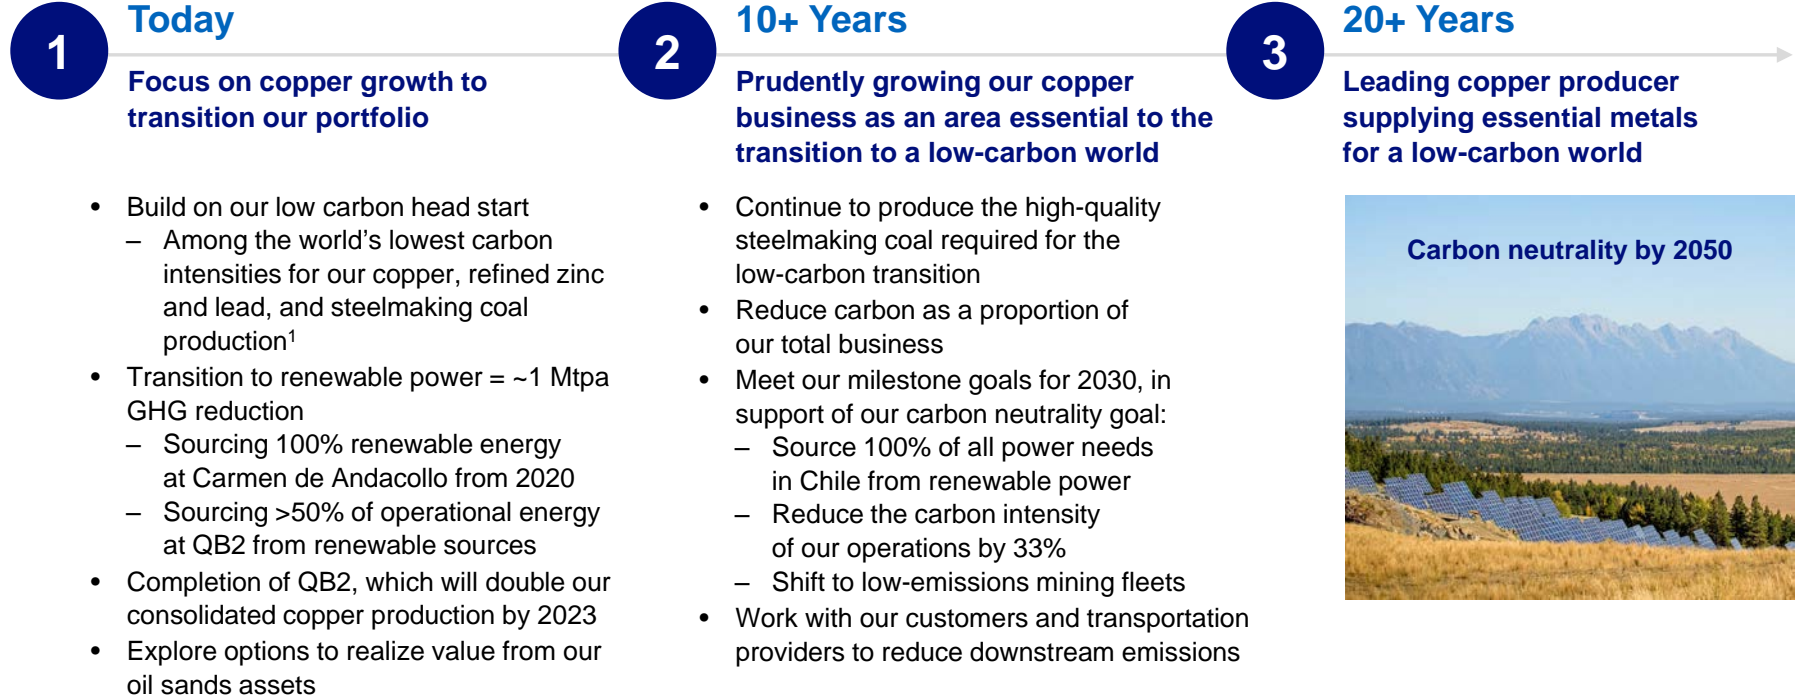 1
Today
Focus on copper growth to
transition our portfolio
• Build on our low carbon head start
– Among the world's lowest carbon
intensities for our copper, refined zinc
and lead, and steelmaking coal
production¹
• Transition to renewable power = ~1 Mtpa
GHG reduction
– Sourcing 100% renewable energy
at Carmen de Andacollo from 2020
– Sourcing >50% of operational energy
at QB2 from renewable sources
• Completion of QB2, which will double our
consolidated copper production by 2023
• Explore options to realize value from our
oil sands assets
2
10+ Years
Prudently growing our copper
business as an area essential to the
transition to a low-carbon world
• Continue to produce the high-quality
steelmaking coal required for the
low-carbon transition
• Reduce carbon as a proportion of
our total business
• Meet our milestone goals for 2030, in
support of our carbon neutrality goal:
– Source 100% of all power needs
in Chile from renewable power
– Reduce the carbon intensity
of our operations by 33%
– Shift to low-emissions mining fleets
• Work with our customers and transportation
providers to reduce downstream emissions
3
20+ Years
Leading copper producer
supplying essential metals
for a low-carbon world
Carbon neutrality by 2050